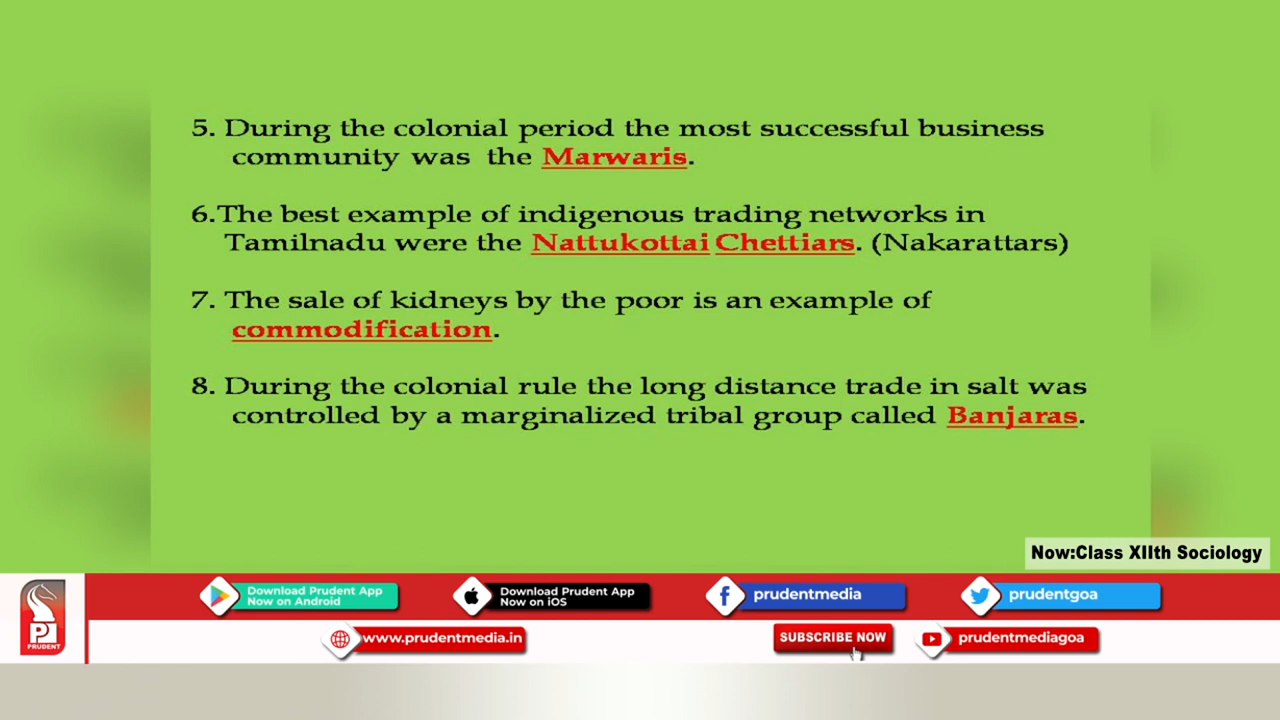 5. During the colonial period the most successful business
community was the Marwaris.
6.The best example of indigenous trading networks in
Tamilnadu were the Nattukottai Chettiars. (Nakarattars)
7. The sale of kidneys by the poor is an example of
commodification.
8. During the colonial rule the long distance trade in salt was
controlled by a marginalized tribal group called Banjaras.
Now:Class XIIth Sociology
Download Prudent App
Now on Android
Download Prudent App
Now on iOS
prudentmedia
prudentgoa
PRUDENT
www.prudentmedia.in
SUBSCRIBE NOW
prudentmediagoa